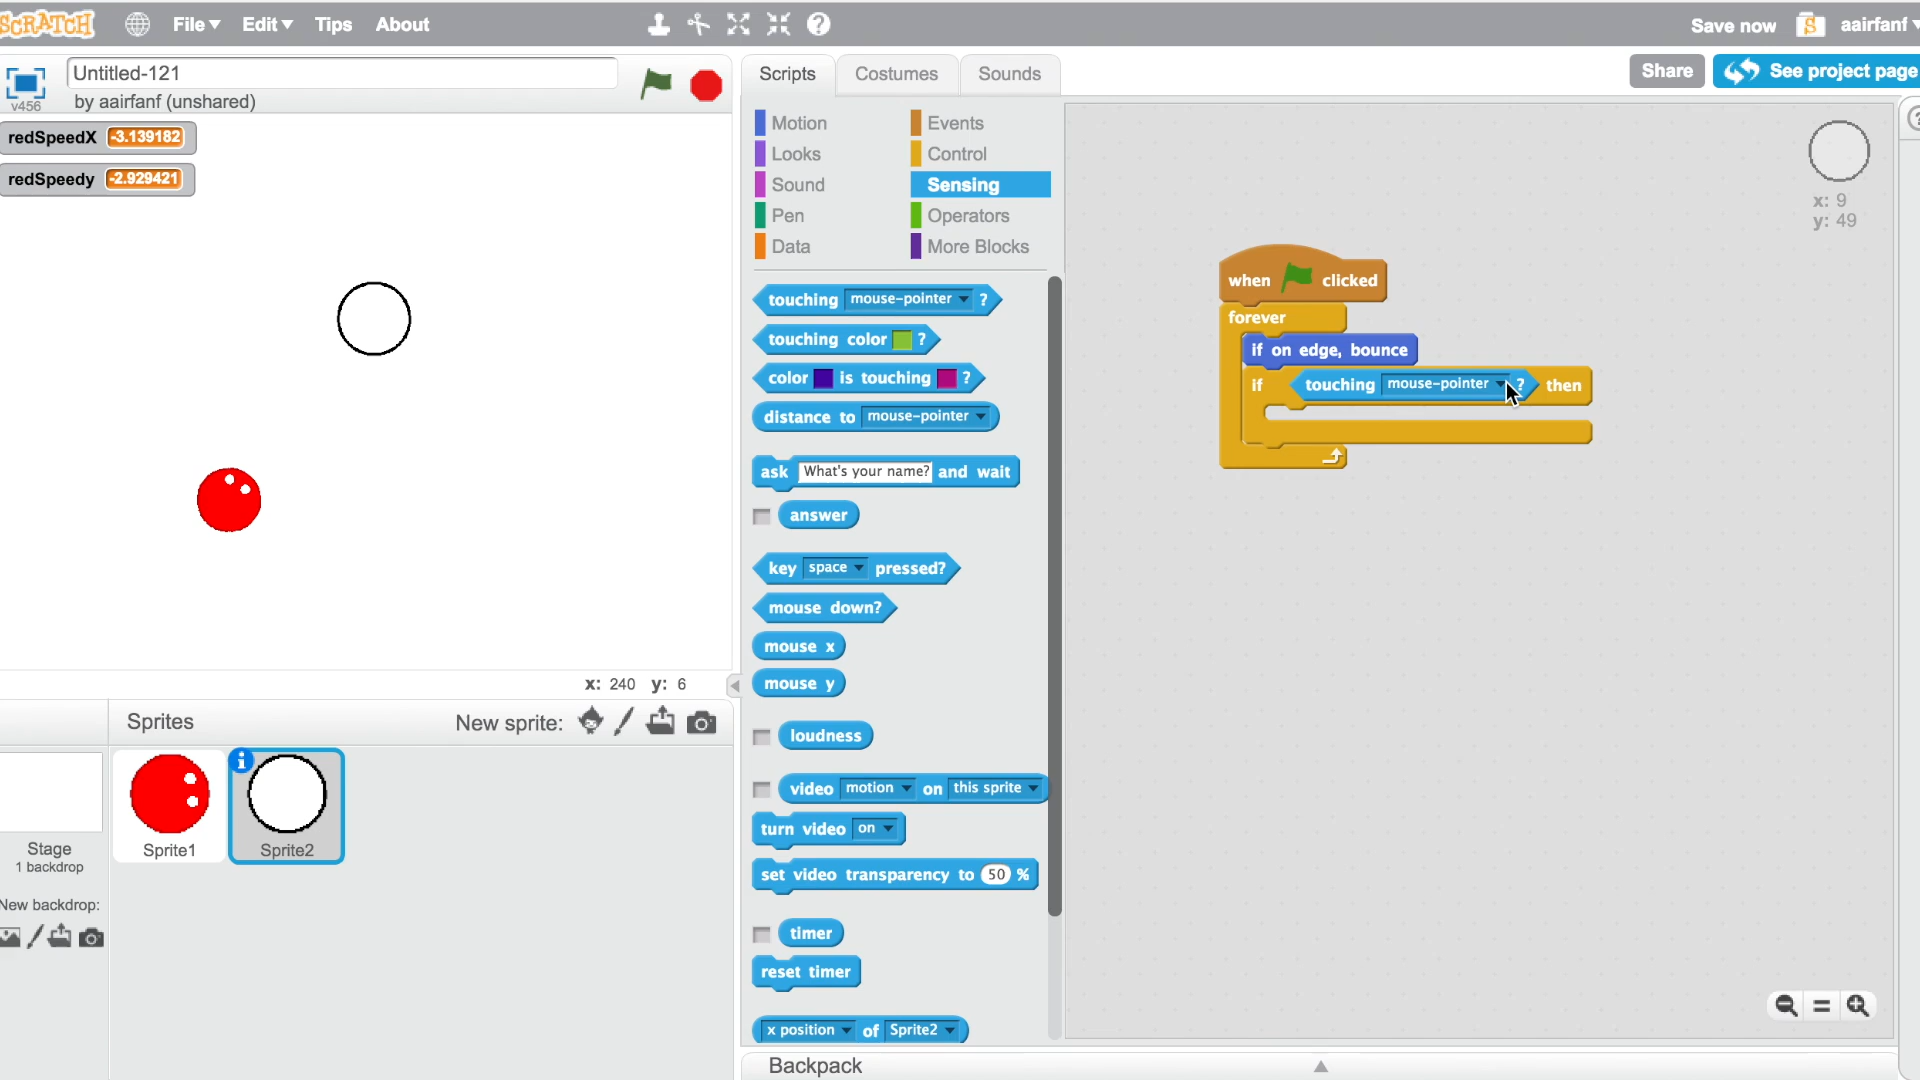 SCRATCH File Edit Tips About Save now aairfanf
v456 Untitled-121
by aairfanf (unshared)
redSpeedX -3.139182
redSpeedy -2.929421
x: 240 y: 6
Sprites New sprite:
Stage
1 backdrop
New backdrop:
Sprite1 Sprite2
Scripts Costumes Sounds
Share See project page
Motion Events
Looks Control
Sound Sensing
Pen Operators
Data More Blocks
touching mouse-pointer ?
touching color ?
color is touching ?
distance to mouse-pointer
ask What's your name? and wait
answer
key space pressed?
mouse down?
mouse x
mouse y
loudness
video motion on this sprite
turn video on
set video transparency to 50 %
timer
reset timer
x position of Sprite2
when clicked
forever
if on edge, bounce
if touching mouse-pointer ? then
x: 9
y: 49
Backpack